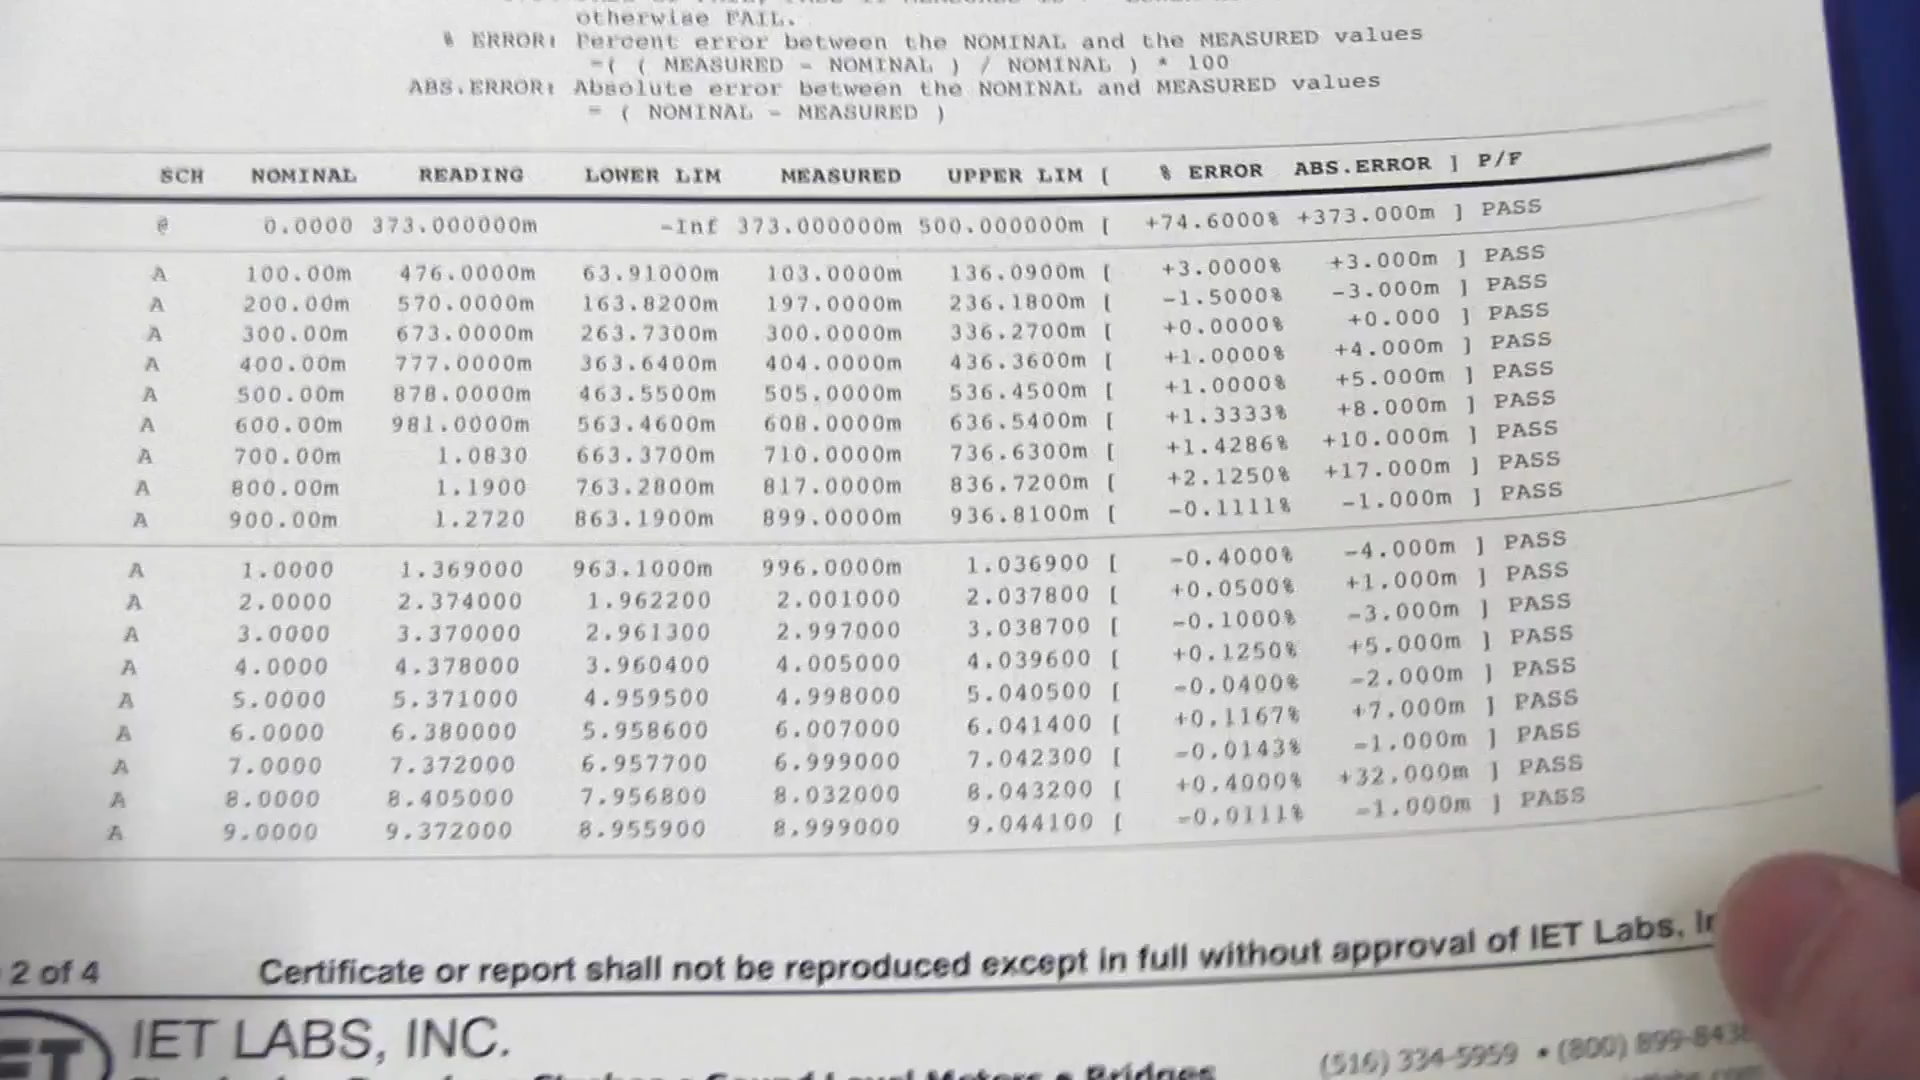 otherwise FAIL.
% ERROR: Percent error between the NOMINAL and the MEASURED values
=( ( MEASURED - NOMINAL ) / NOMINAL ) * 100
ABS.ERROR: Absolute error between the NOMINAL and MEASURED values
= ( NOMINAL - MEASURED )
SCH NOMINAL READING LOWER LIM MEASURED UPPER LIM [ % ERROR ABS.ERROR ] P/F
@ 0.0000 373.000000m -Inf 373.000000m 500.000000m [ +74.6000% +373.000m ] PASS
A 100.00m 476.0000m 63.91000m 103.0000m 136.0900m [ +3.0000% +3.000m ] PASS
A 200.00m 570.0000m 163.8200m 197.0000m 236.1800m [ -1.5000% -3.000m ] PASS
A 300.00m 673.0000m 263.7300m 300.0000m 336.2700m [ +0.0000% +0.000 ] PASS
A 400.00m 777.0000m 363.6400m 404.0000m 436.3600m [ +1.0000% +4.000m ] PASS
A 500.00m 878.0000m 463.5500m 505.0000m 536.4500m [ +1.0000% +5.000m ] PASS
A 600.00m 981.0000m 563.4600m 608.0000m 636.5400m [ +1.3333% +8.000m ] PASS
A 700.00m 1.0830 663.3700m 710.0000m 736.6300m [ +1.4286% +10.000m ] PASS
A 800.00m 1.1900 763.2800m 817.0000m 836.7200m [ +2.1250% +17.000m ] PASS
A 900.00m 1.2720 863.1900m 899.0000m 936.8100m [ -0.1111% -1.000m ] PASS
A 1.0000 1.369000 963.1000m 996.0000m 1.036900 [ -0.4000% -4.000m ] PASS
A 2.0000 2.374000 1.962200 2.001000 2.037800 [ +0.0500% +1.000m ] PASS
A 3.0000 3.370000 2.961300 2.997000 3.038700 [ -0.1000% -3.000m ] PASS
A 4.0000 4.378000 3.960400 4.005000 4.039600 [ +0.1250% +5.000m ] PASS
A 5.0000 5.371000 4.959500 4.998000 5.040500 [ -0.0400% -2.000m ] PASS
A 6.0000 6.380000 5.958600 6.007000 6.041400 [ +0.1167% +7.000m ] PASS
A 7.0000 7.372000 6.957700 6.999000 7.042300 [ -0.0143% -1.000m ] PASS
A 8.0000 8.405000 7.956800 8.032000 8.043200 [ +0.4000% +32.000m ] PASS
A 9.0000 9.372000 8.955900 8.999000 9.044100 [ -0.0111% -1.000m ] PASS
2 of 4 Certificate or report shall not be reproduced except in full without approval of IET Labs, In
IET LABS, INC.
(516) 334-5959 • (800) 899-843
Sound Level Meters • Bridges